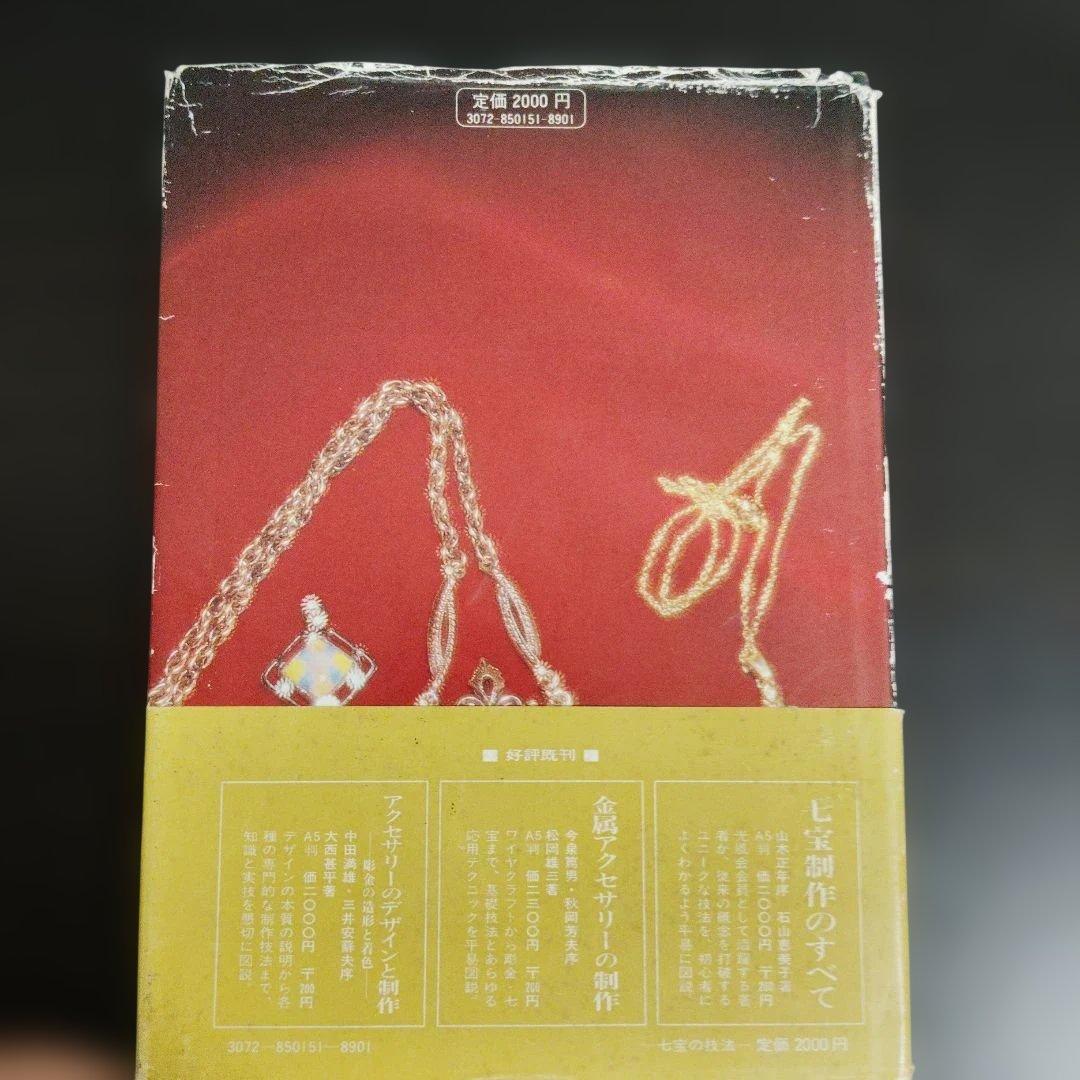 定価 2000 円
3072-850151-8901
■ 好評既刊 ■
七宝制作のすべて
山本正年序 石山恵美子著
A5判 価二〇〇〇円 〒200
光風会会員として活躍する著
者が、従来の概念を打破する
ユニークな技法を、初心者に
よくわかるよう平易に図説。
金属アクセサリーの制作
今泉篤男・秋岡芳夫序
松岡雄三著
A5判 価二三〇〇円 〒200
ワイヤクラフトから彫金・七
宝まで、基礎技法とあらゆる
応用テクニックを平易図説。
アクセサリーのデザインと制作
——彫金の造形と着色——
中田満雄・三井安蘇夫序
大西甚平著
A5判 価二〇〇〇円 〒200
デザインの本質の説明から各
種の専門的な制作技法まで、
知識と実技を懇切に図説。
3072—850151—8901
—七宝の技法— 定価 2000円